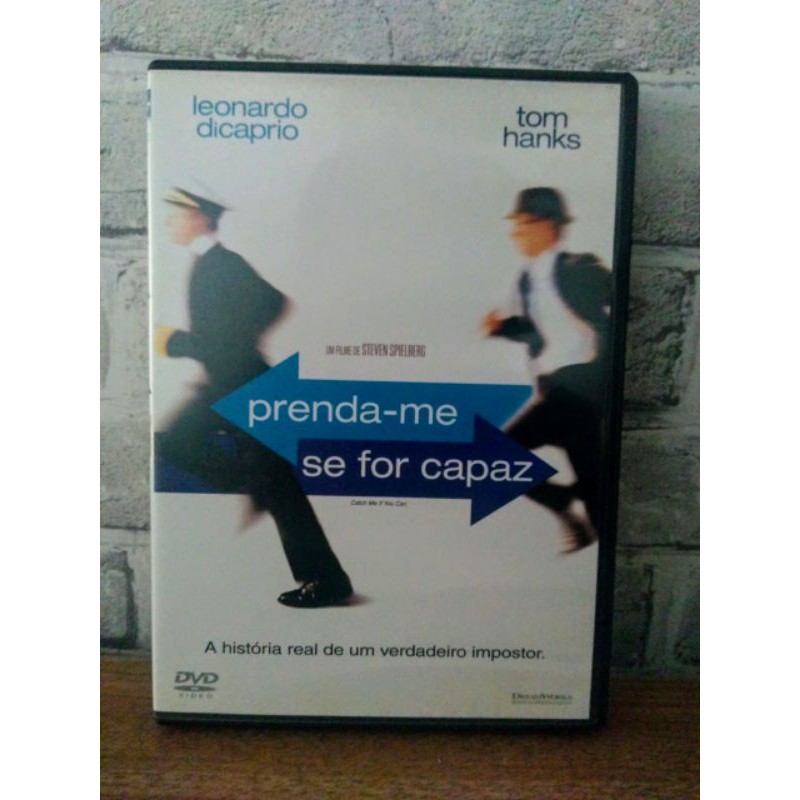 leonardo
dicaprio
tom
hanks
UM FILME DE STEVEN SPIELBERG
prenda-me
se for capaz
Catch Me If You Can
A história real de um verdadeiro impostor.
DVD
VIDEO
DREAMWORKS